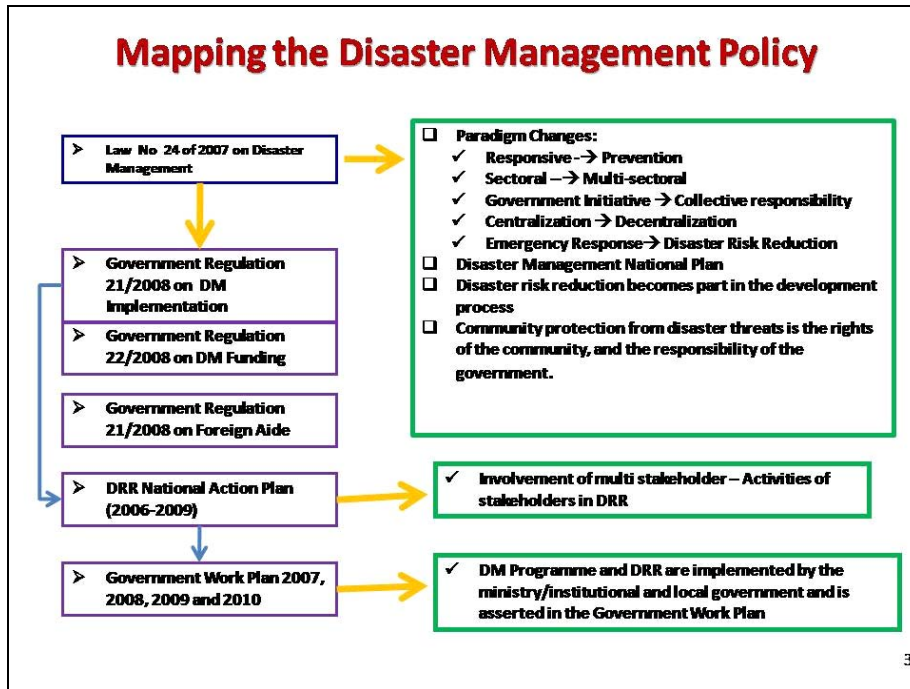 Mapping the Disaster Management Policy
➢ Law No 24 of 2007 on Disaster
Management
❑ Paradigm Changes:
✓ Responsive -→ Prevention
✓ Sectoral –→ Multi-sectoral
✓ Government Initiative → Collective responsibility
✓ Centralization → Decentralization
✓ Emergency Response→ Disaster Risk Reduction
❑ Disaster Management National Plan
❑ Disaster risk reduction becomes part in the development
process
❑ Community protection from disaster threats is the rights
of the community, and the responsibility of the
government.
➢ Government Regulation
21/2008 on DM
Implementation
➢ Government Regulation
22/2008 on DM Funding
➢ Government Regulation
21/2008 on Foreign Aide
➢ DRR National Action Plan
(2006-2009)
✓ Involvement of multi stakeholder – Activities of
stakeholders in DRR
➢ Government Work Plan 2007,
2008, 2009 and 2010
✓ DM Programme and DRR are implemented by the
ministry/institutional and local government and is
asserted in the Government Work Plan
3